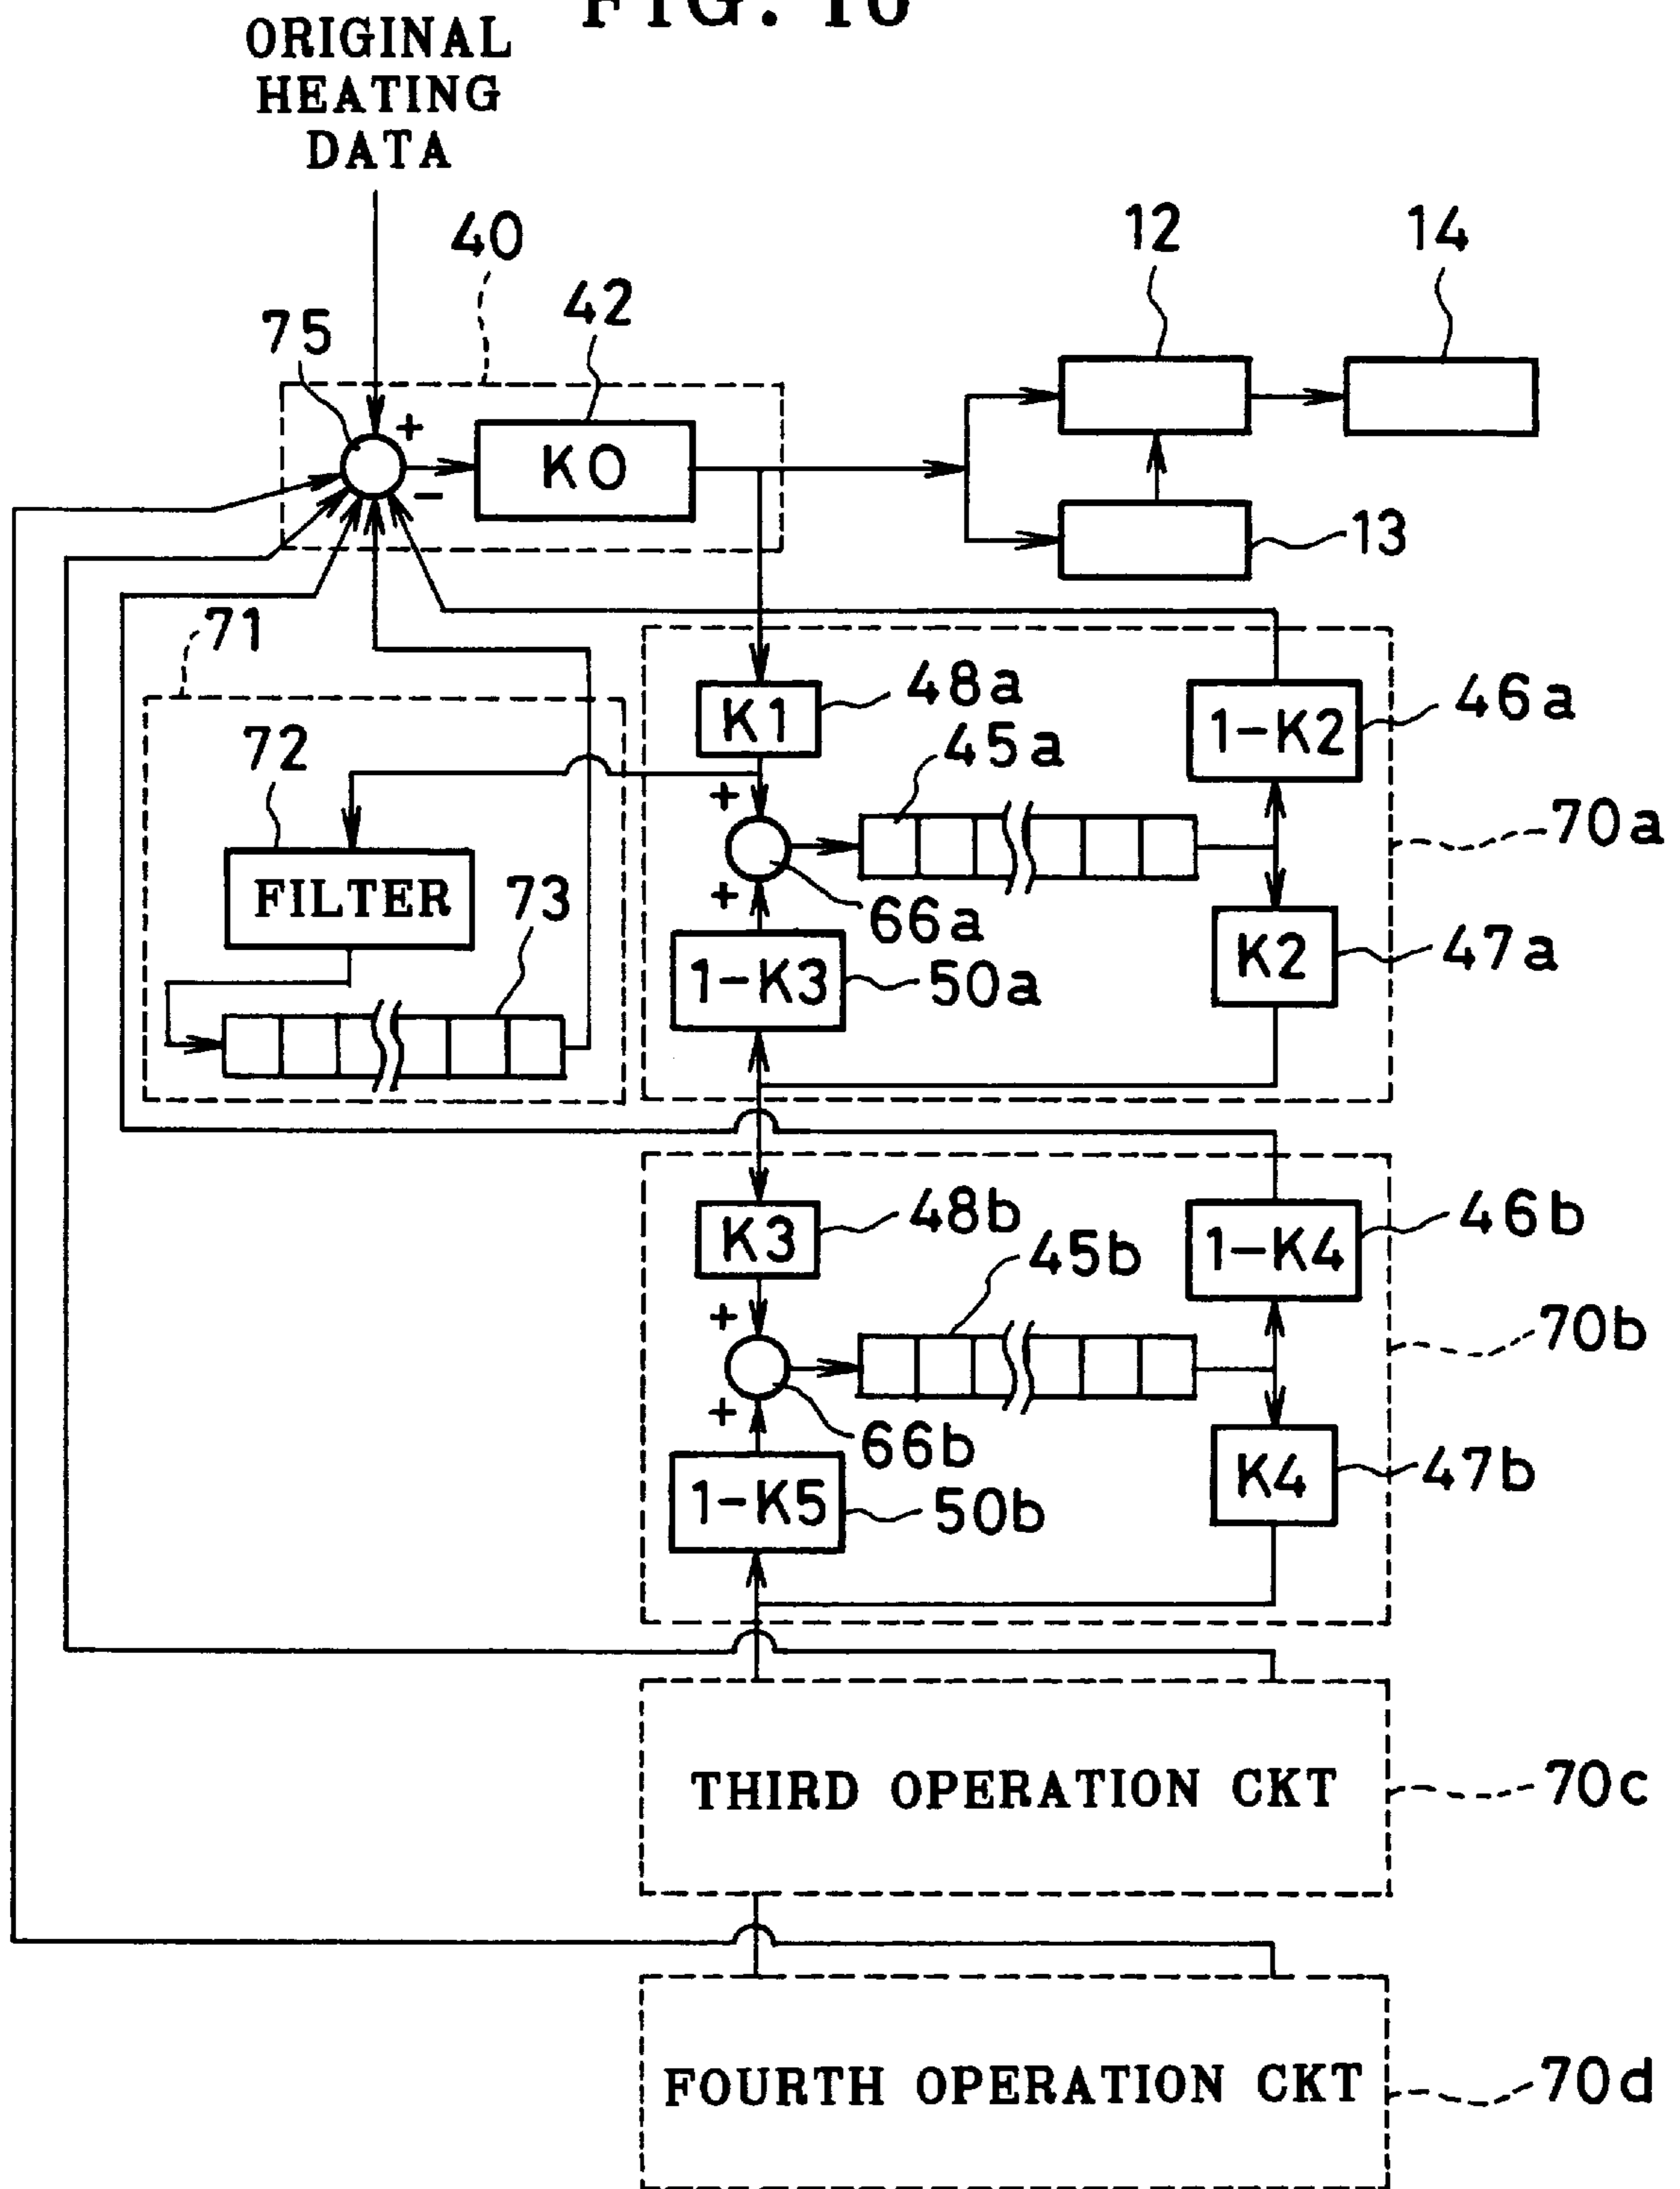 FIG.
ORIGINAL
HEATING
DATA
40
12
14
42
75
+
K0
−
13
71
48a
46a
K1
1-K2
72
45a
+
70a
FILTER
73
+
66a
K2
47a
1-K3
50a
48b
46b
K3
45b
1-K4
+
70b
+
66b
K4
47b
1-K5
50b
THIRD OPERATION CKT
70c
FOURTH OPERATION CKT
70d